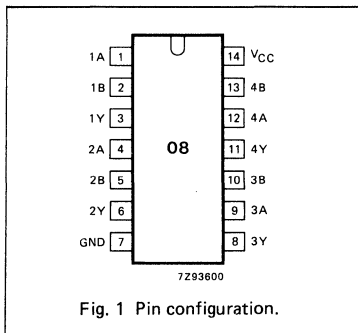 1A 1 14 VCC
1B 2 13 4B
1Y 3 12 4A
2A 4 08 11 4Y
2B 5 10 3B
2Y 6 9 3A
GND 7 8 3Y
7Z93600
Fig. 1 Pin configuration.